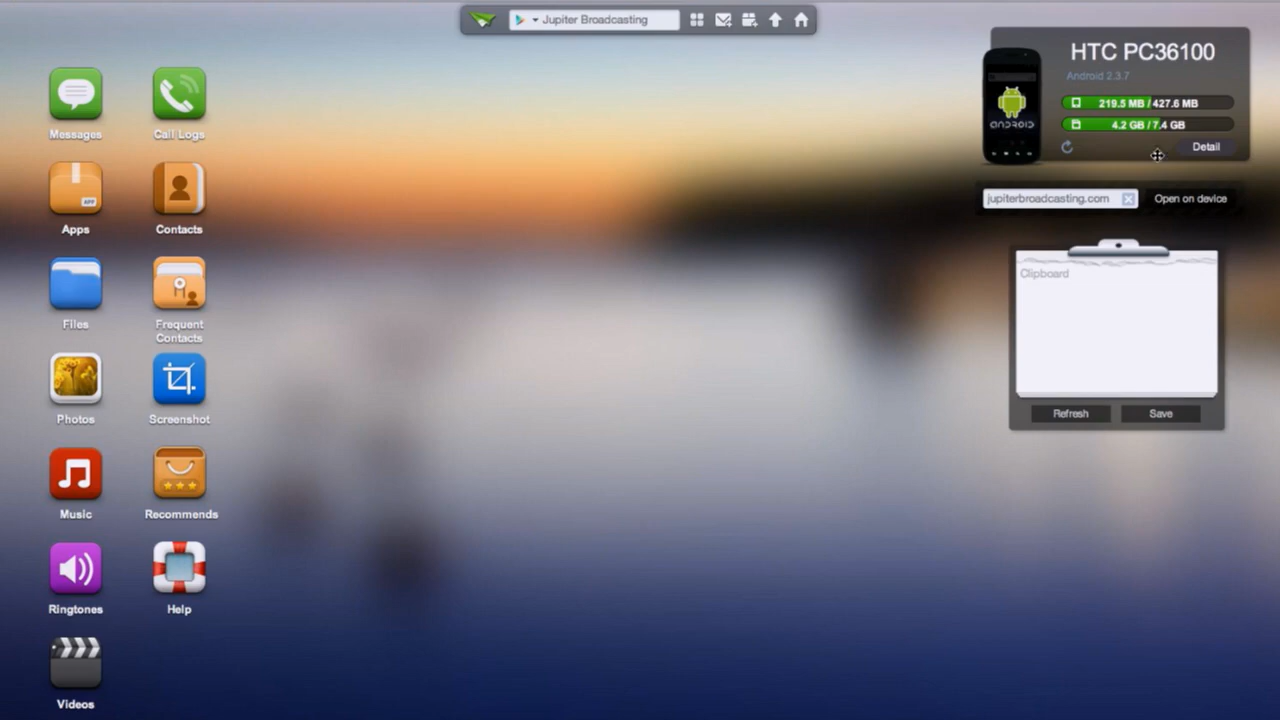 Jupiter Broadcasting
HTC PC36100
Android 2.3.7
219.5 MB / 427.6 MB
4.2 GB / 7.4 GB
Detail
ANDROID
jupiterbroadcasting.com
Open on device
Clipboard
Refresh
Save
Messages
Call Logs
Apps
APP
Contacts
Files
Frequent
Contacts
Photos
Screenshot
Music
Recommends
Ringtones
Help
Videos